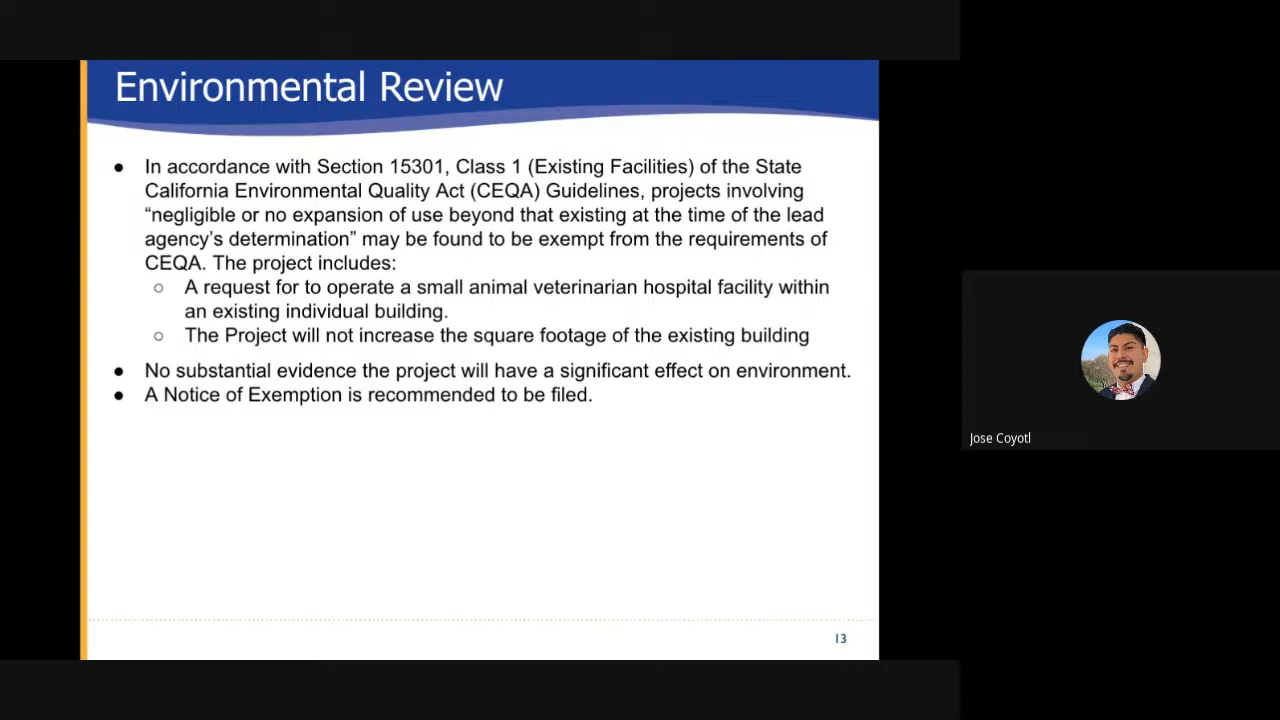 Environmental Review
● In accordance with Section 15301, Class 1 (Existing Facilities) of the State
California Environmental Quality Act (CEQA) Guidelines, projects involving
“negligible or no expansion of use beyond that existing at the time of the lead
agency’s determination” may be found to be exempt from the requirements of
CEQA. The project includes:
○ A request for to operate a small animal veterinarian hospital facility within
an existing individual building.
○ The Project will not increase the square footage of the existing building
● No substantial evidence the project will have a significant effect on environment.
● A Notice of Exemption is recommended to be filed.
13
Jose Coyotl